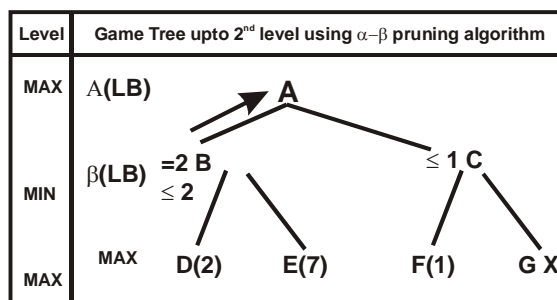 Level Game Tree upto 2nd level using α–β pruning algorithm
MAX A(LB) A
β(LB) =2 B ≤ 1 C
MIN ≤ 2
MAX D(2) E(7) F(1) G X
MAX